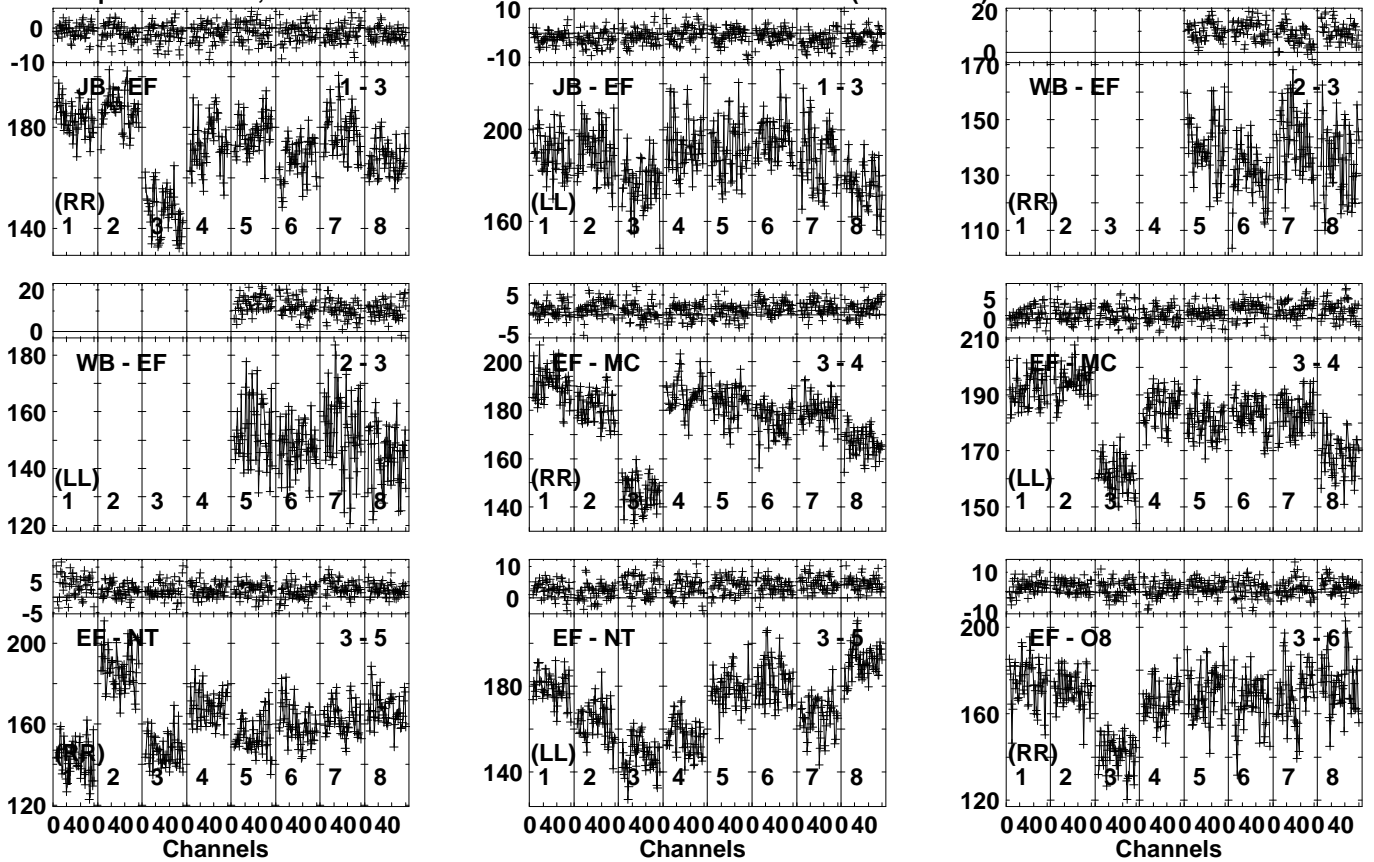 0
-10
JB - EF 1 - 3
180
(RR)
140
1 2 3 4 5 6 7 8
10
-10
JB - EF 1 - 3
200
(LL)
160
1 2 3 4 5 6 7 8
20
0
170
WB - EF 2 - 3
150
130
(RR)
110
1 2 3 4 5 6 7 8
20
0
180
WB - EF 2 - 3
160
140
(LL)
120
1 2 3 4 5 6 7 8
5
-5
200
EF - MC 3 - 4
180
160
(RR)
140
1 2 3 4 5 6 7 8
5
0
210
EF - MC 3 - 4
190
170
(LL)
150
1 2 3 4 5 6 7 8
5
-5
200
EF - NT 3 - 5
160
(RR)
120
1 2 3 4 5 6 7 8
0 40 0 40 0 40 0 40 0 40 0 40 0 40 0 40
Channels
10
0
EF - NT 3 - 5
180
(LL)
140
1 2 3 4 5 6 7 8
0 40 0 40 0 40 0 40 0 40 0 40 0 40 0 40
Channels
10
-10
200
EF - O8 3 - 6
160
(RR)
120
1 2 3 4 5 6 7 8
0 40 0 40 0 40 0 40 0 40 0 40 0 40 0 40
Channels